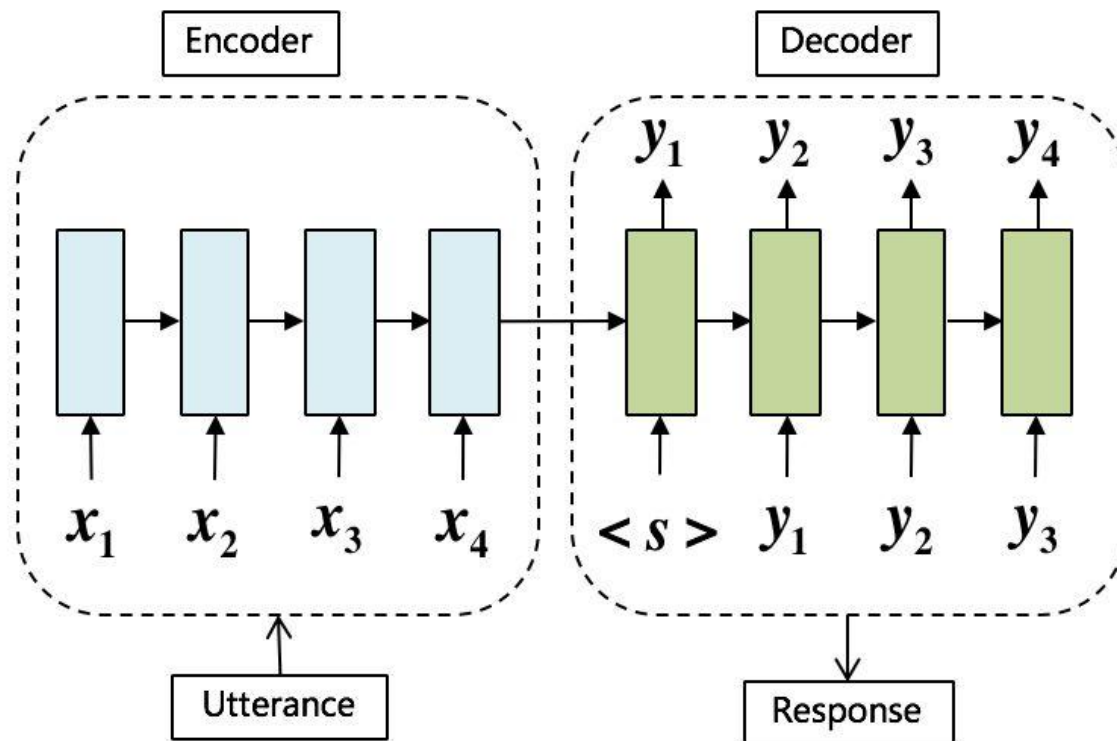 Encoder Decoder
y₁ y₂ y₃ y₄
x₁ x₂ x₃ x₄ < s > y₁ y₂ y₃
Utterance Response